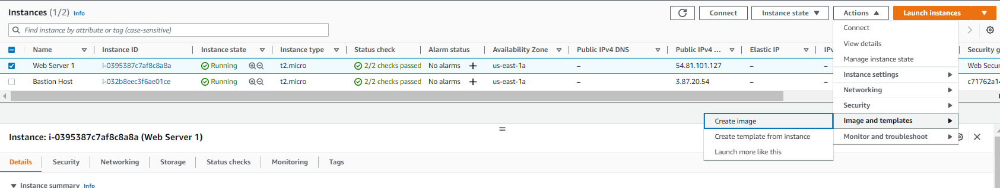 Instances (1/2) Info
Connect Instance state Actions Launch instances
Find instance by attribute or tag (case-sensitive)
Name Instance ID Instance state Instance type Status check Alarm status Availability Zone Public IPv4 DNS Public IPv4 ... Elastic IP IPv Security g
Web Server 1 i-0395387c7af8c8a8a Running t2.micro 2/2 checks passed No alarms + us-east-1a – 54.81.101.127 – – Web Secu
Bastion Host i-032b8eec3f6ae01ce Running t2.micro 2/2 checks passed No alarms + us-east-1a – 3.87.20.54 – – c71762a14
Connect
View details
Manage instance state
Instance settings
Networking
Security
Image and templates
Monitor and troubleshoot
Create image
Create template from instance
Launch more like this
Instance: i-0395387c7af8c8a8a (Web Server 1)
Details Security Networking Storage Status checks Monitoring Tags
Instance summary Info